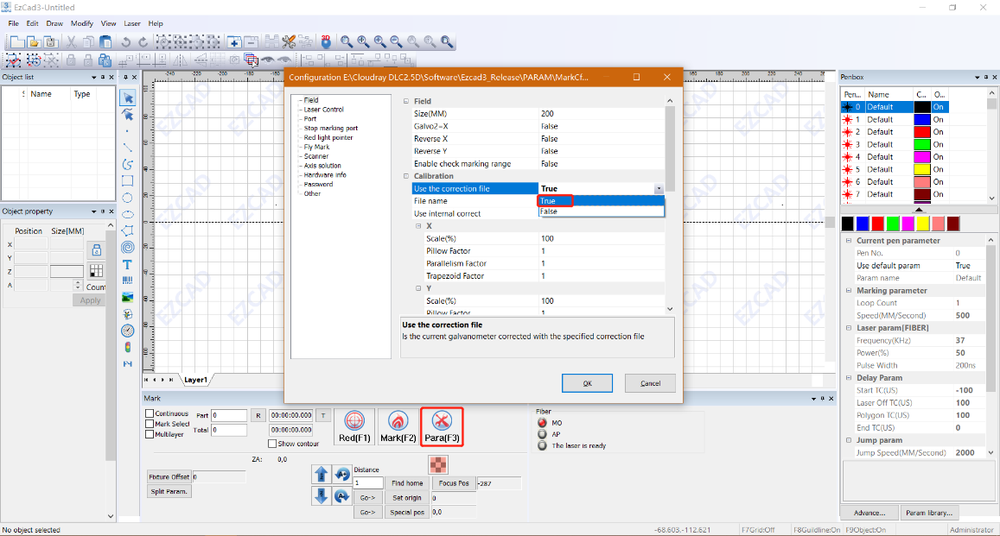 EzCad3-Untitled
File Edit Draw Modify View Laser Help
Object list
Name Type
Object property
Position Size[MM]
X
Y
Z
A
Count
Apply
-240 -220 -200 -180 -160
180 200 220 240
EZCAD
Layer1
Configuration E:\Cloudray DLC2.5D\Software\Ezcad3_Release\PARAM\MarkCf...
Field
Laser Control
Port
Stop marking port
Red light pointer
Fly Mark
Scanner
Axis solution
Hardware info
Password
Other
Field
Size(MM) 200
Galvo2=X False
Reverse X False
Reverse Y False
Enable check marking range False
Calibration
Use the correction file True
File name
True
Use internal correct
False
X
Scale(%) 100
Pillow Factor 1
Parallelism Factor 1
Trapezoid Factor 1
Y
Scale(%) 100
Pillow Factor 1
Use the correction file
Is the current galvanometer corrected with the specified correction file
OK Cancel
Penbox
Pen... Name C... O...
0 Default On
1 Default On
2 Default On
3 Default On
4 Default On
5 Default On
6 Default On
7 Default On
Current pen parameter
Pen No. 0
Use default param True
Param name Default
Marking parameter
Loop Count 1
Speed(MM/Second) 500
Laser param[FIBER]
Frequency(KHz) 37
Power(%) 50
Pulse Width 200ns
Delay Param
Start TC(US) -100
Laser Off TC(US) 100
Polygon TC(US) 100
End TC(US) 0
Jump param
Jump Speed(MM/Second) 2000
Advance... Param library...
Mark
Continuous Part 0 R 00:00:00.000 T
Mark Select
Multilayer Total 0 00:00:00.000
Show contour
Red(F1) Mark(F2) Para(F3)
Fiber
MO
AP
The laser is ready
ZA: 0,0
Fixture Offset 0
Split Param.
Distance
1 Find home Focus Pos -287
Go-> Set origin 0
Go-> Special pos 0,0
No object selected -68.603,-112.621 F7Grid:Off F8Guildline:On F9Object:On Administrator